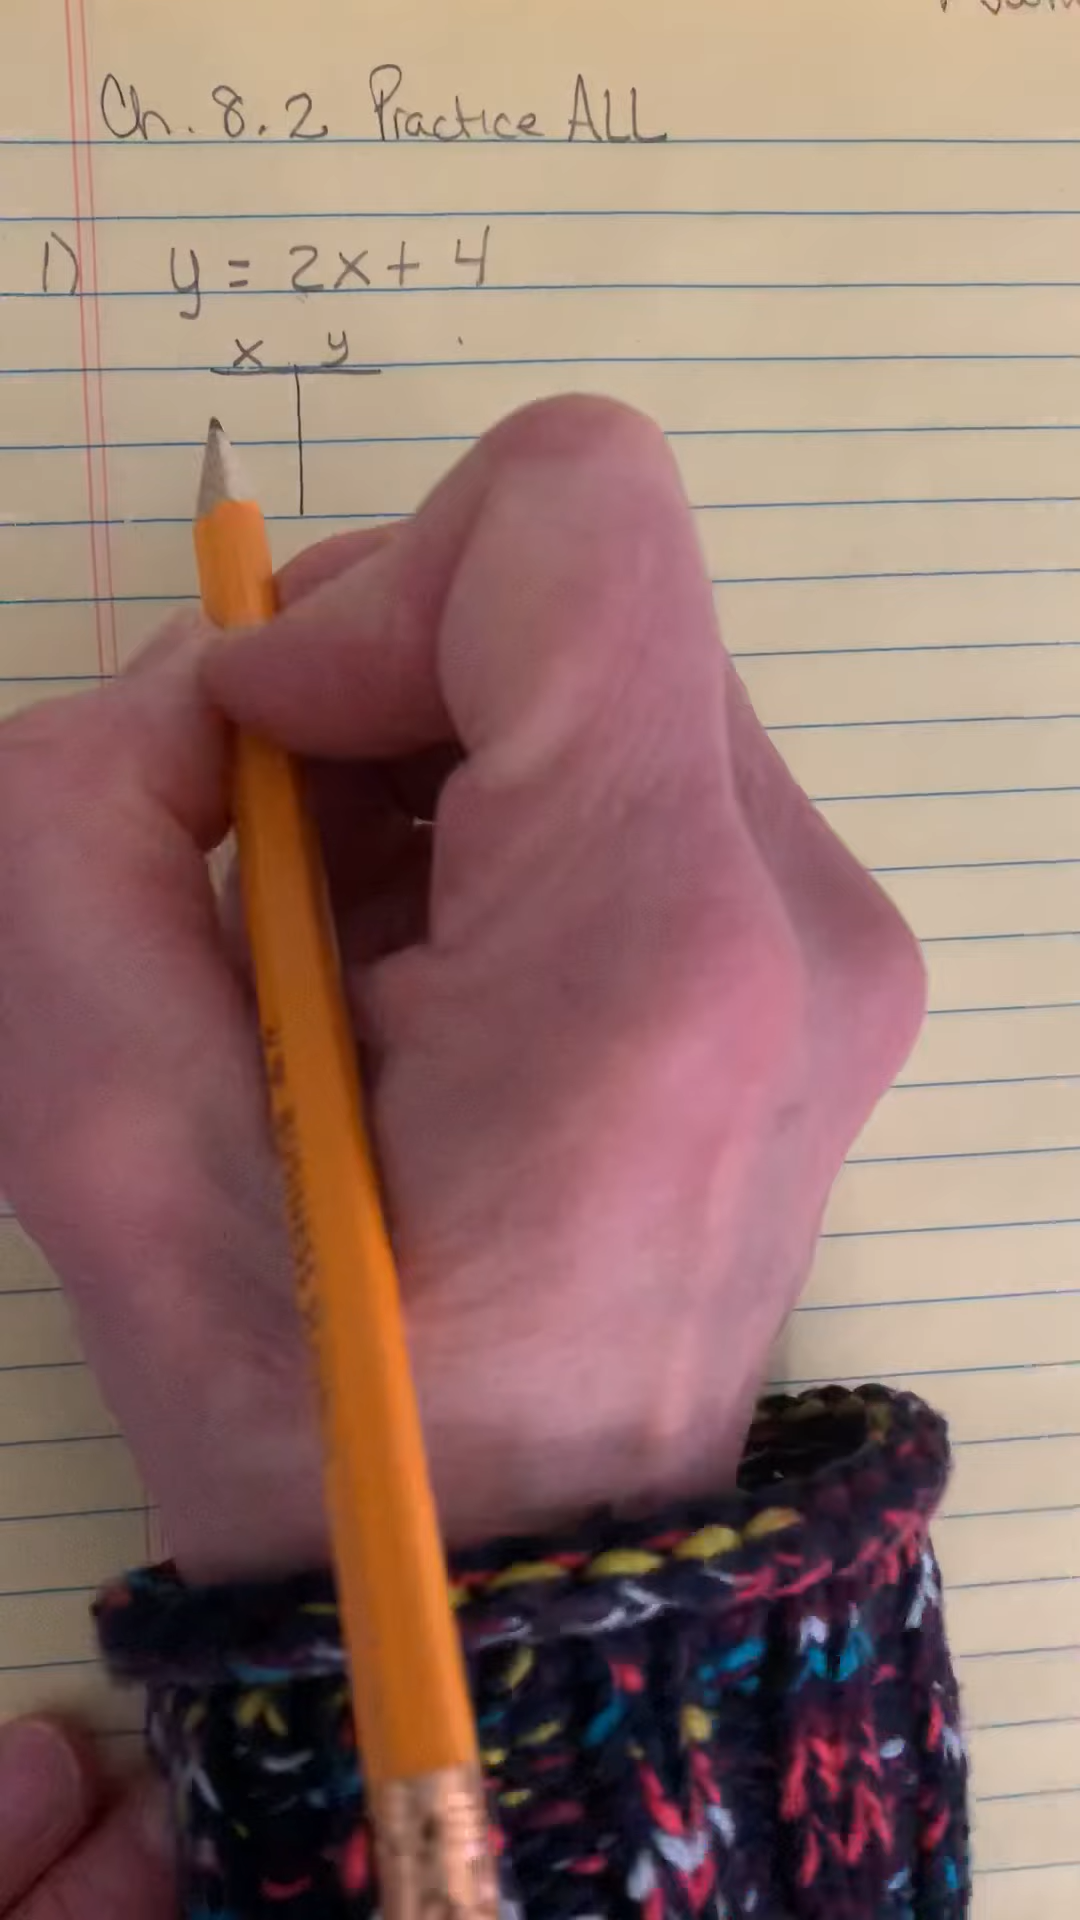 Ch. 8.2 Practice ALL
1) y = 2x + 4
x y